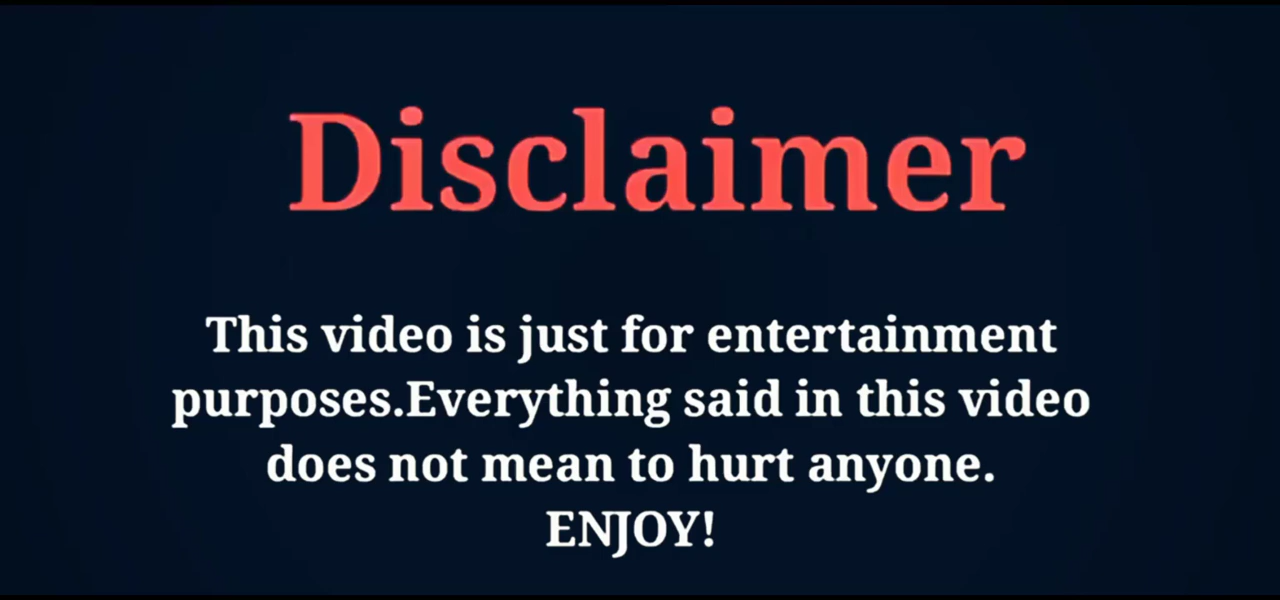 Disclaimer
This video is just for entertainment
purposes.Everything said in this video
does not mean to hurt anyone.
ENJOY!